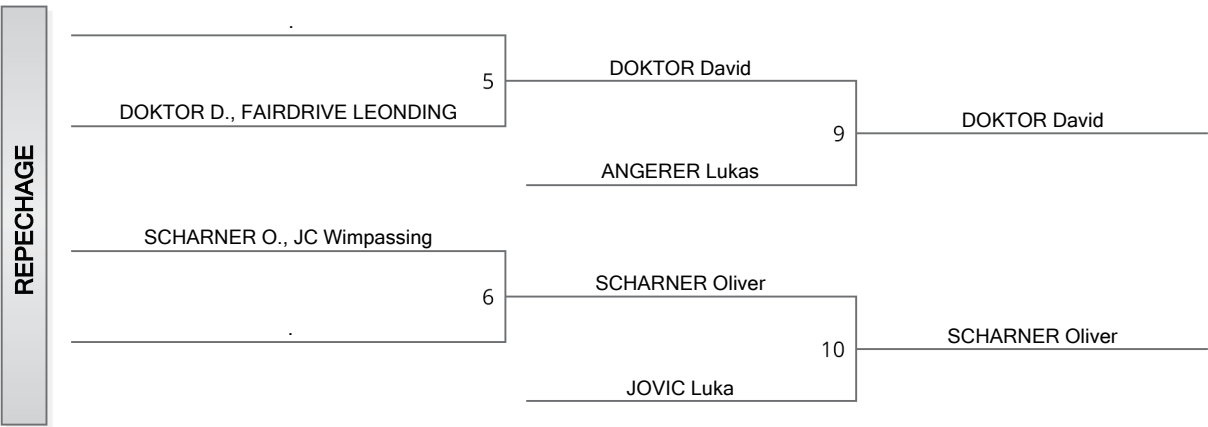 REPECHAGE
.
5
DOKTOR D., FAIRDRIVE LEONDING
DOKTOR David
9
ANGERER Lukas
DOKTOR David
SCHARNER O., JC Wimpassing
6
.
SCHARNER Oliver
10
JOVIC Luka
SCHARNER Oliver